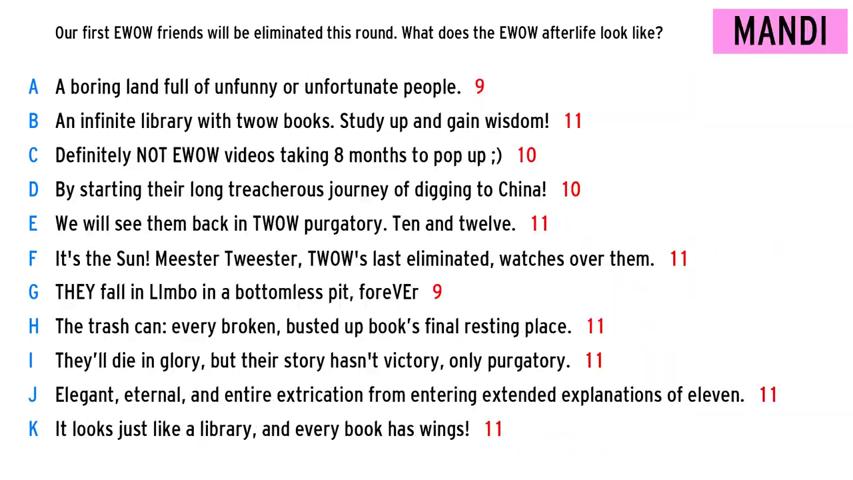 Our first EWOW friends will be eliminated this round. What does the EWOW afterlife look like?
MANDI
A A boring land full of unfunny or unfortunate people. 9
B An infinite library with twow books. Study up and gain wisdom! 11
C Definitely NOT EWOW videos taking 8 months to pop up ;) 10
D By starting their long treacherous journey of digging to China! 10
E We will see them back in TWOW purgatory. Ten and twelve. 11
F It's the Sun! Meester Tweester, TWOW's last eliminated, watches over them. 11
G THEY fall in LImbo in a bottomless pit, foreVEr 9
H The trash can: every broken, busted up book’s final resting place. 11
I They’ll die in glory, but their story hasn't victory, only purgatory. 11
J Elegant, eternal, and entire extrication from entering extended explanations of eleven. 11
K It looks just like a library, and every book has wings! 11